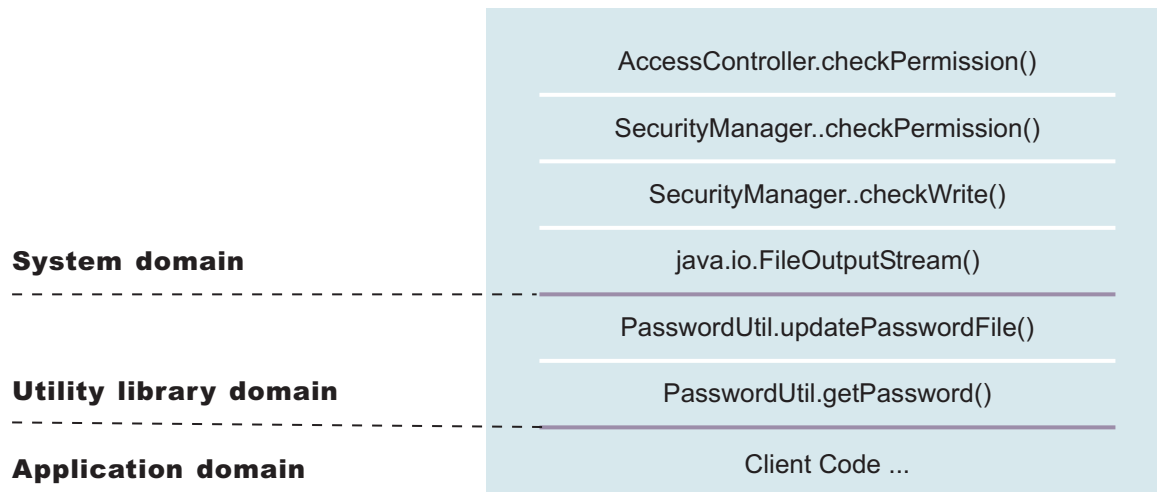 AccessController.checkPermission()
SecurityManager..checkPermission()
SecurityManager..checkWrite()
System domain
java.io.FileOutputStream()
PasswordUtil.updatePasswordFile()
Utility library domain
PasswordUtil.getPassword()
Application domain
Client Code ...